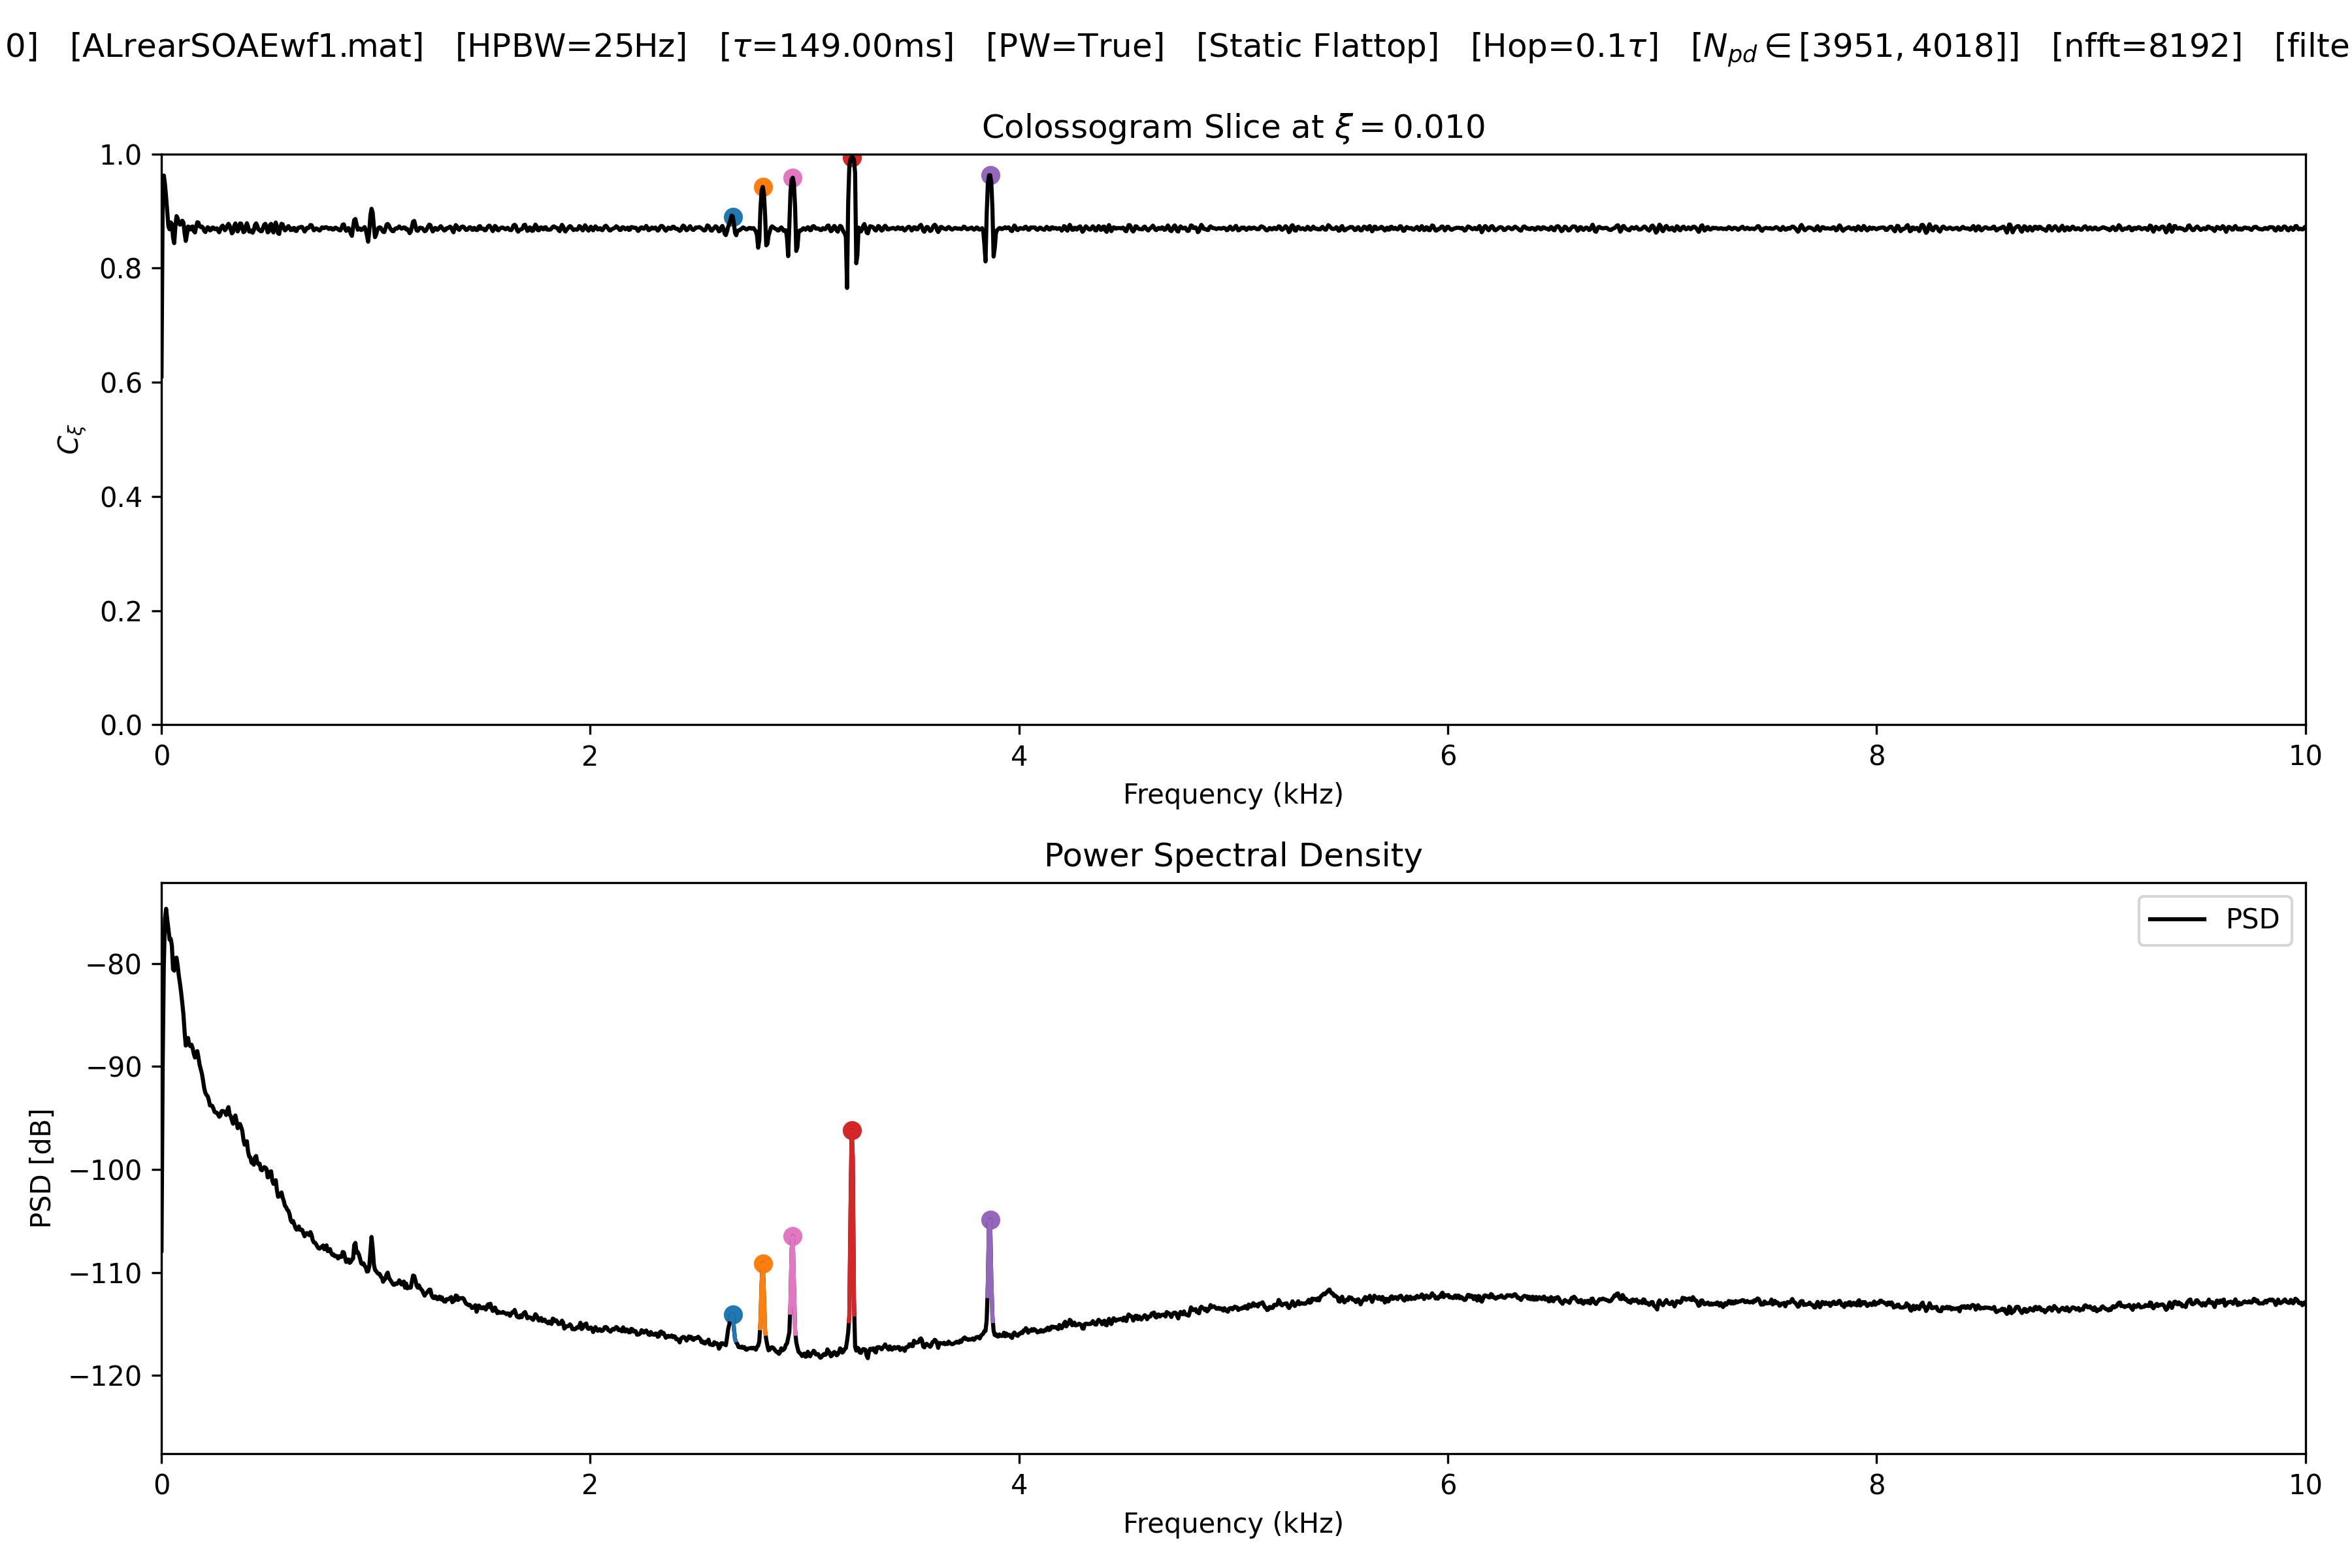 0] [ALrearSOAEwf1.mat] [HPBW=25Hz] [τ=149.00ms] [PW=True] [Static Flattop] [Hop=0.1τ] [N_pd ∈ [3951, 4018]] [nfft=8192] [filte
Colossogram Slice at ξ = 0.010
1.0
0.8
0.6
0.4
0.2
0.0
C_ξ
0 2 4 6 8 10
Frequency (kHz)
Power Spectral Density
PSD
−80
−90
−100
−110
−120
PSD [dB]
0 2 4 6 8 10
Frequency (kHz)